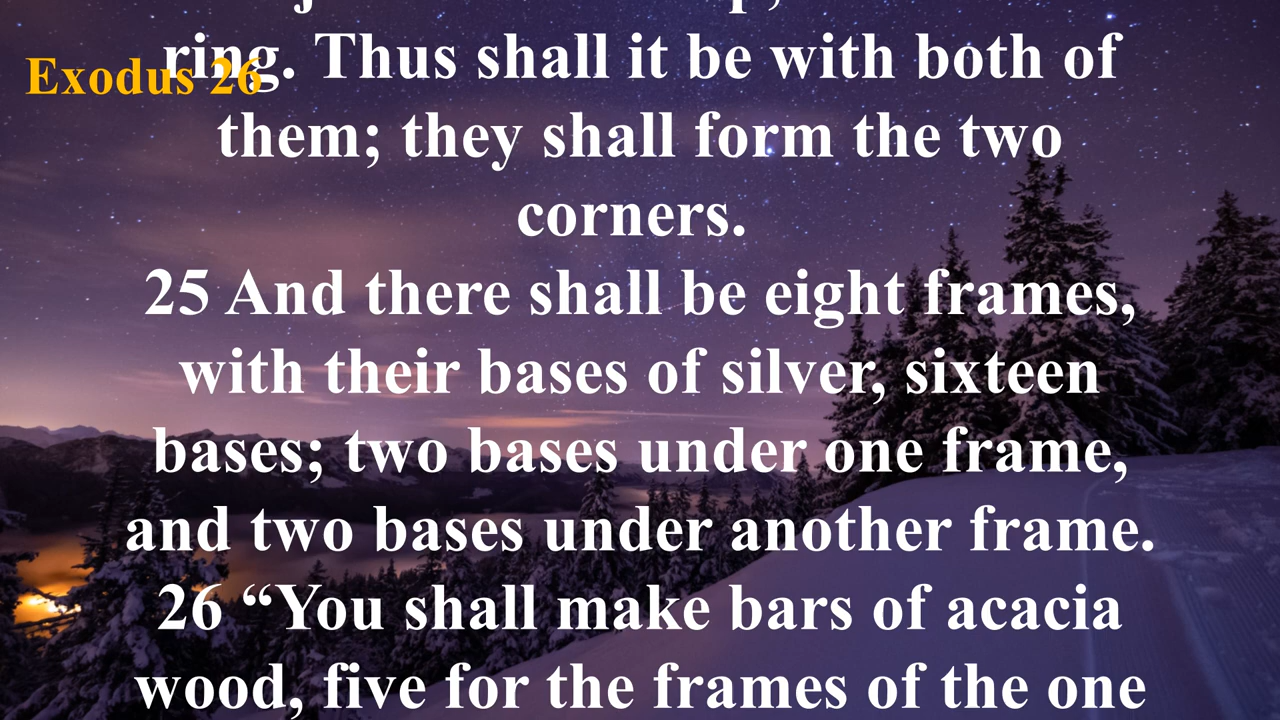 Exodus 26
ring. Thus shall it be with both of
them; they shall form the two
corners.
25 And there shall be eight frames,
with their bases of silver, sixteen
bases; two bases under one frame,
and two bases under another frame.
26 “You shall make bars of acacia
wood, five for the frames of the one